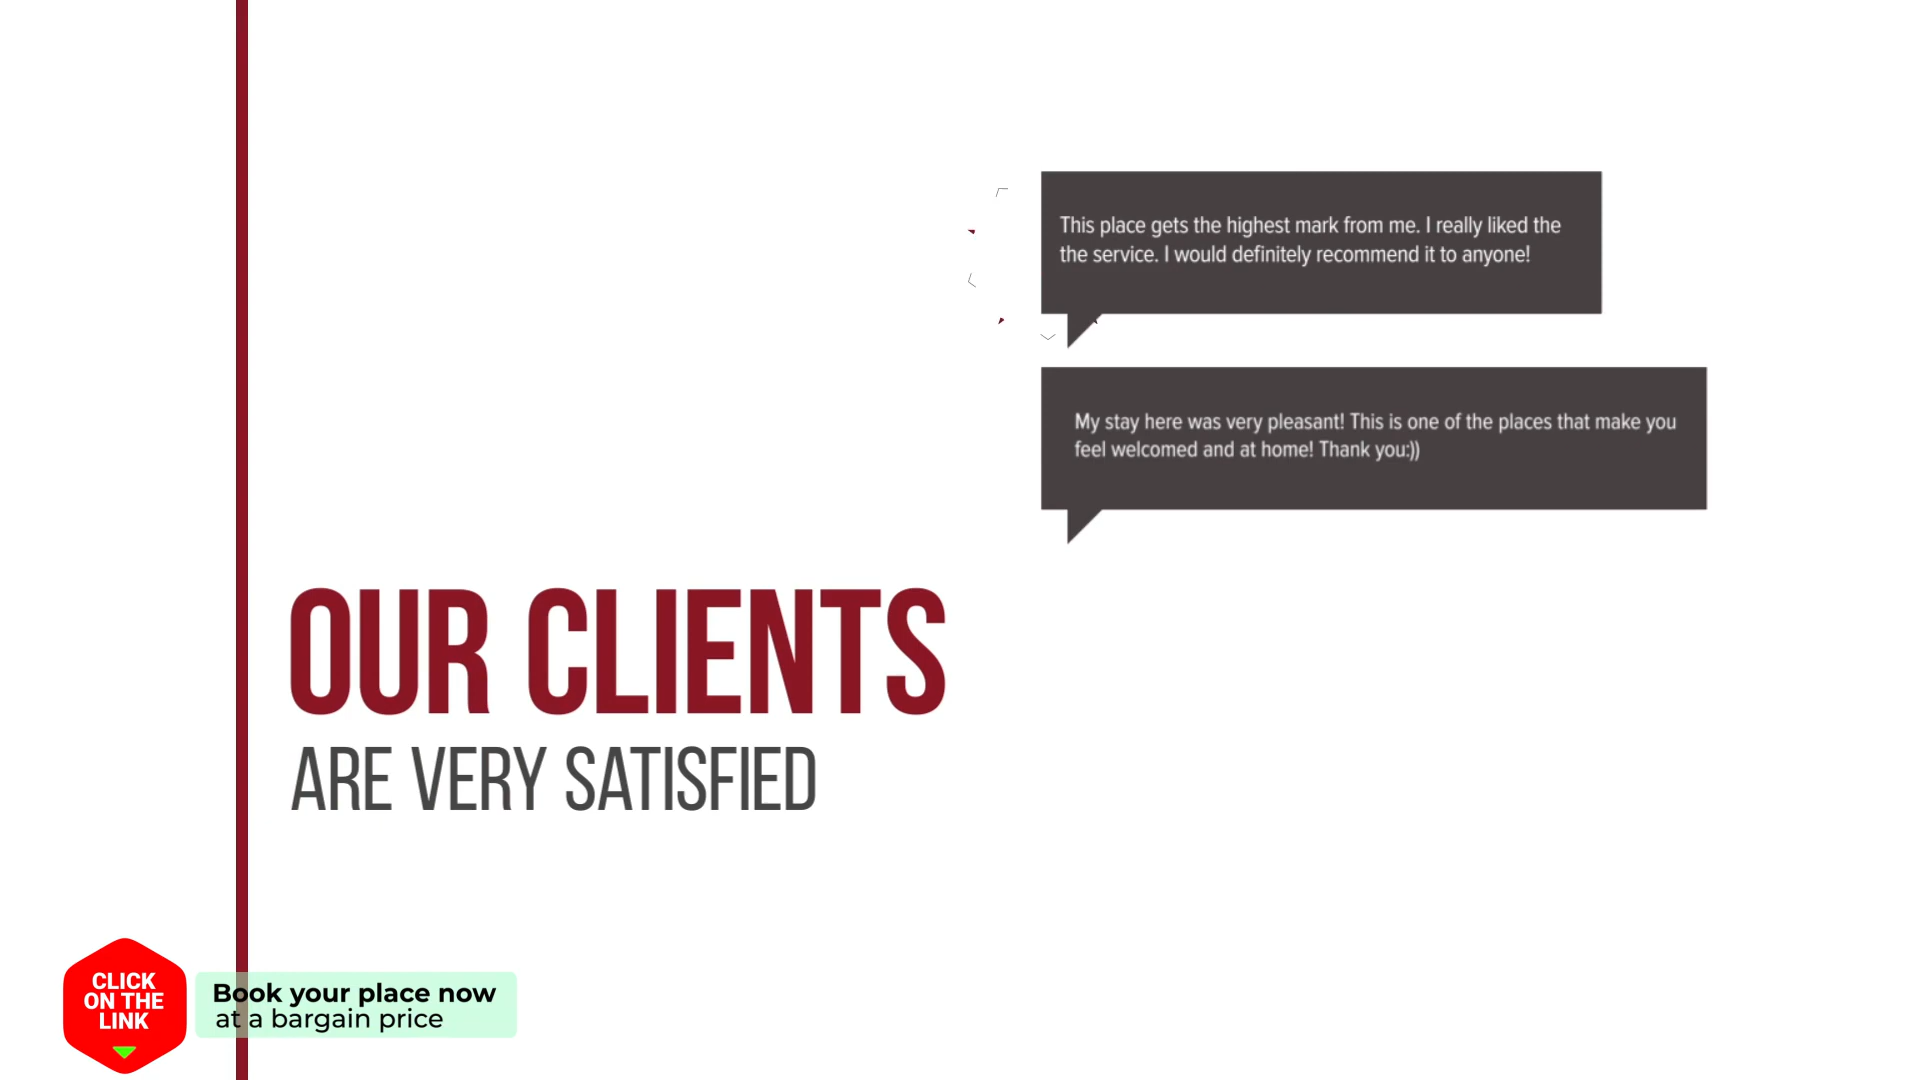 This place gets the highest mark from me. I really liked the
the service. I would definitely recommend it to anyone!
My stay here was very pleasant! This is one of the places that make you
feel welcomed and at home! Thank you:))
OUR CLIENTS
ARE VERY SATISFIED
CLICK
ON THE
LINK
Book your place now
at a bargain price